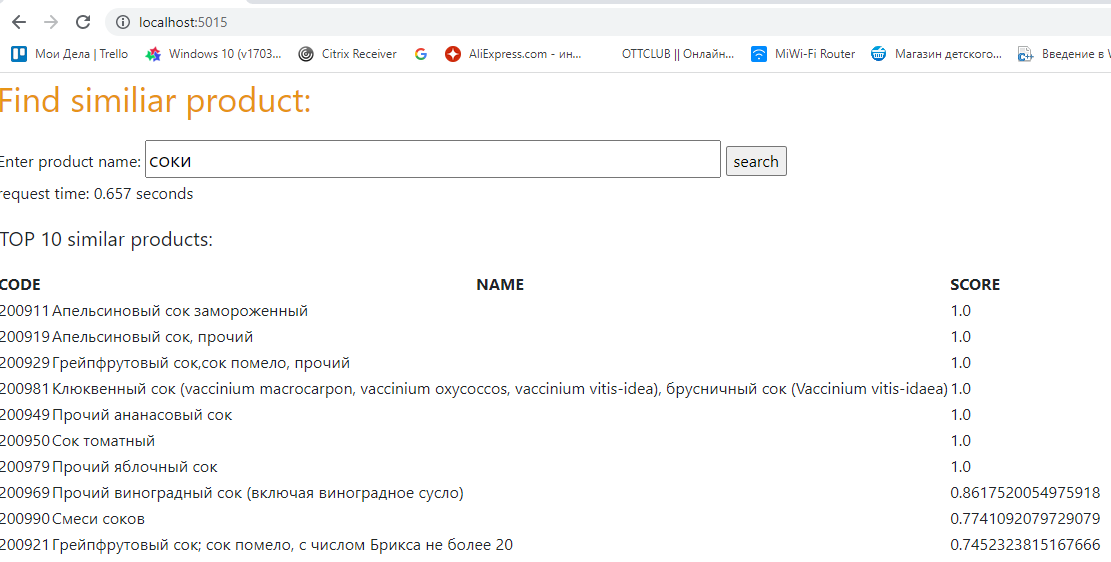 localhost:5015
Мои Дела | Trello Windows 10 (v1703... Citrix Receiver AliExpress.com - ин... OTTCLUB || Онлайн... MiWi-Fi Router Магазин детского... Введение в
Find similiar product:
Enter product name: соки search
request time: 0.657 seconds
TOP 10 similar products:
CODE NAME SCORE
200911 Апельсиновый сок замороженный 1.0
200919 Апельсиновый сок, прочий 1.0
200929 Грейпфрутовый сок,сок помело, прочий 1.0
200981 Клюквенный сок (vaccinium macrocarpon, vaccinium oxycoccos, vaccinium vitis-idea), брусничный сок (Vaccinium vitis-idaea) 1.0
200949 Прочий ананасовый сок 1.0
200950 Сок томатный 1.0
200979 Прочий яблочный сок 1.0
200969 Прочий виноградный сок (включая виноградное сусло) 0.8617520054975918
200990 Смеси соков 0.7741092079729079
200921 Грейпфрутовый сок; сок помело, с числом Брикса не более 20 0.7452323815167666